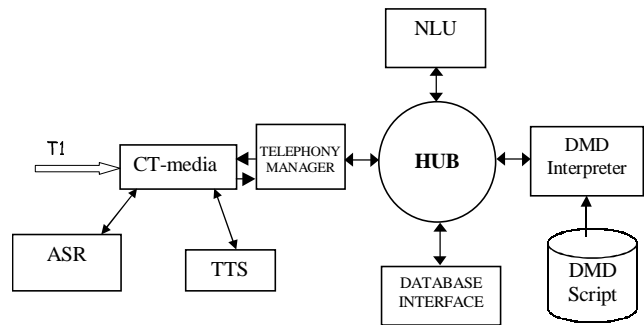 NLU
T1
CT-media
TELEPHONY
MANAGER
HUB
DMD
Interpreter
ASR
TTS
DATABASE
INTERFACE
DMD
Script